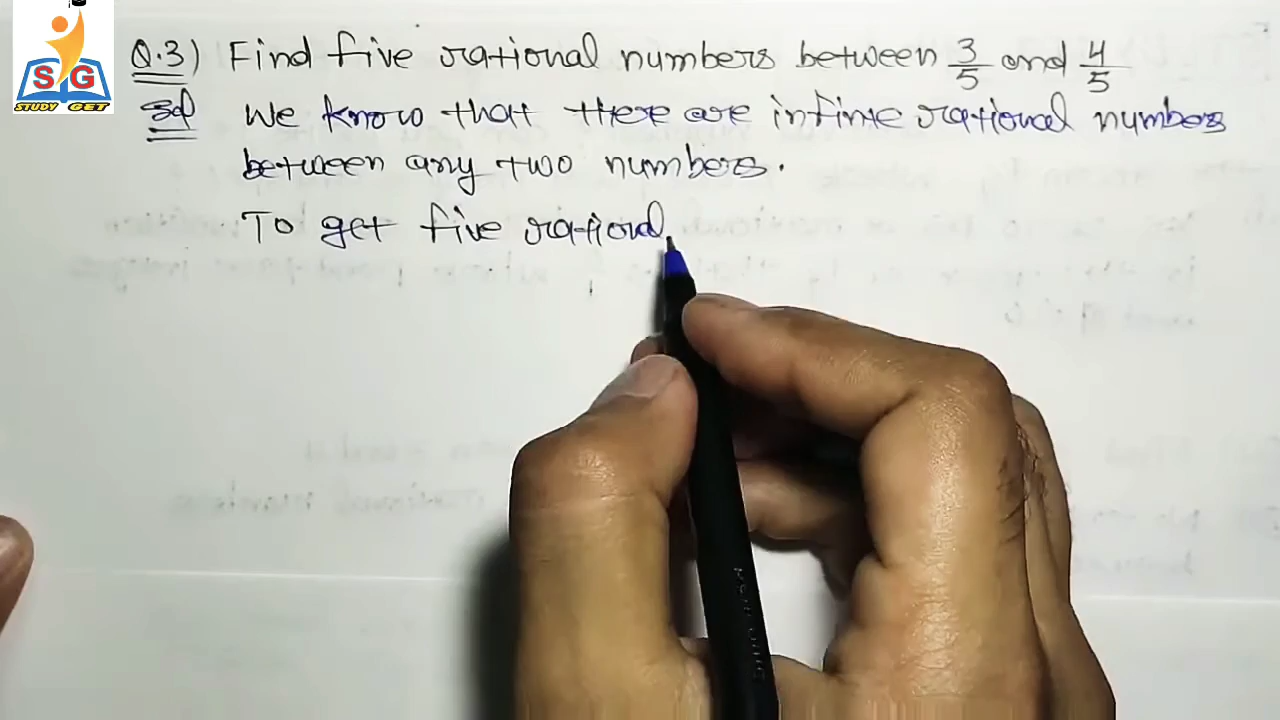 SG
STUDY GET
Q.3) Find five rational numbers between 3/5 and 4/5
Sol We know that there are infinie rational numbers
between any two numbers.
To get five rational